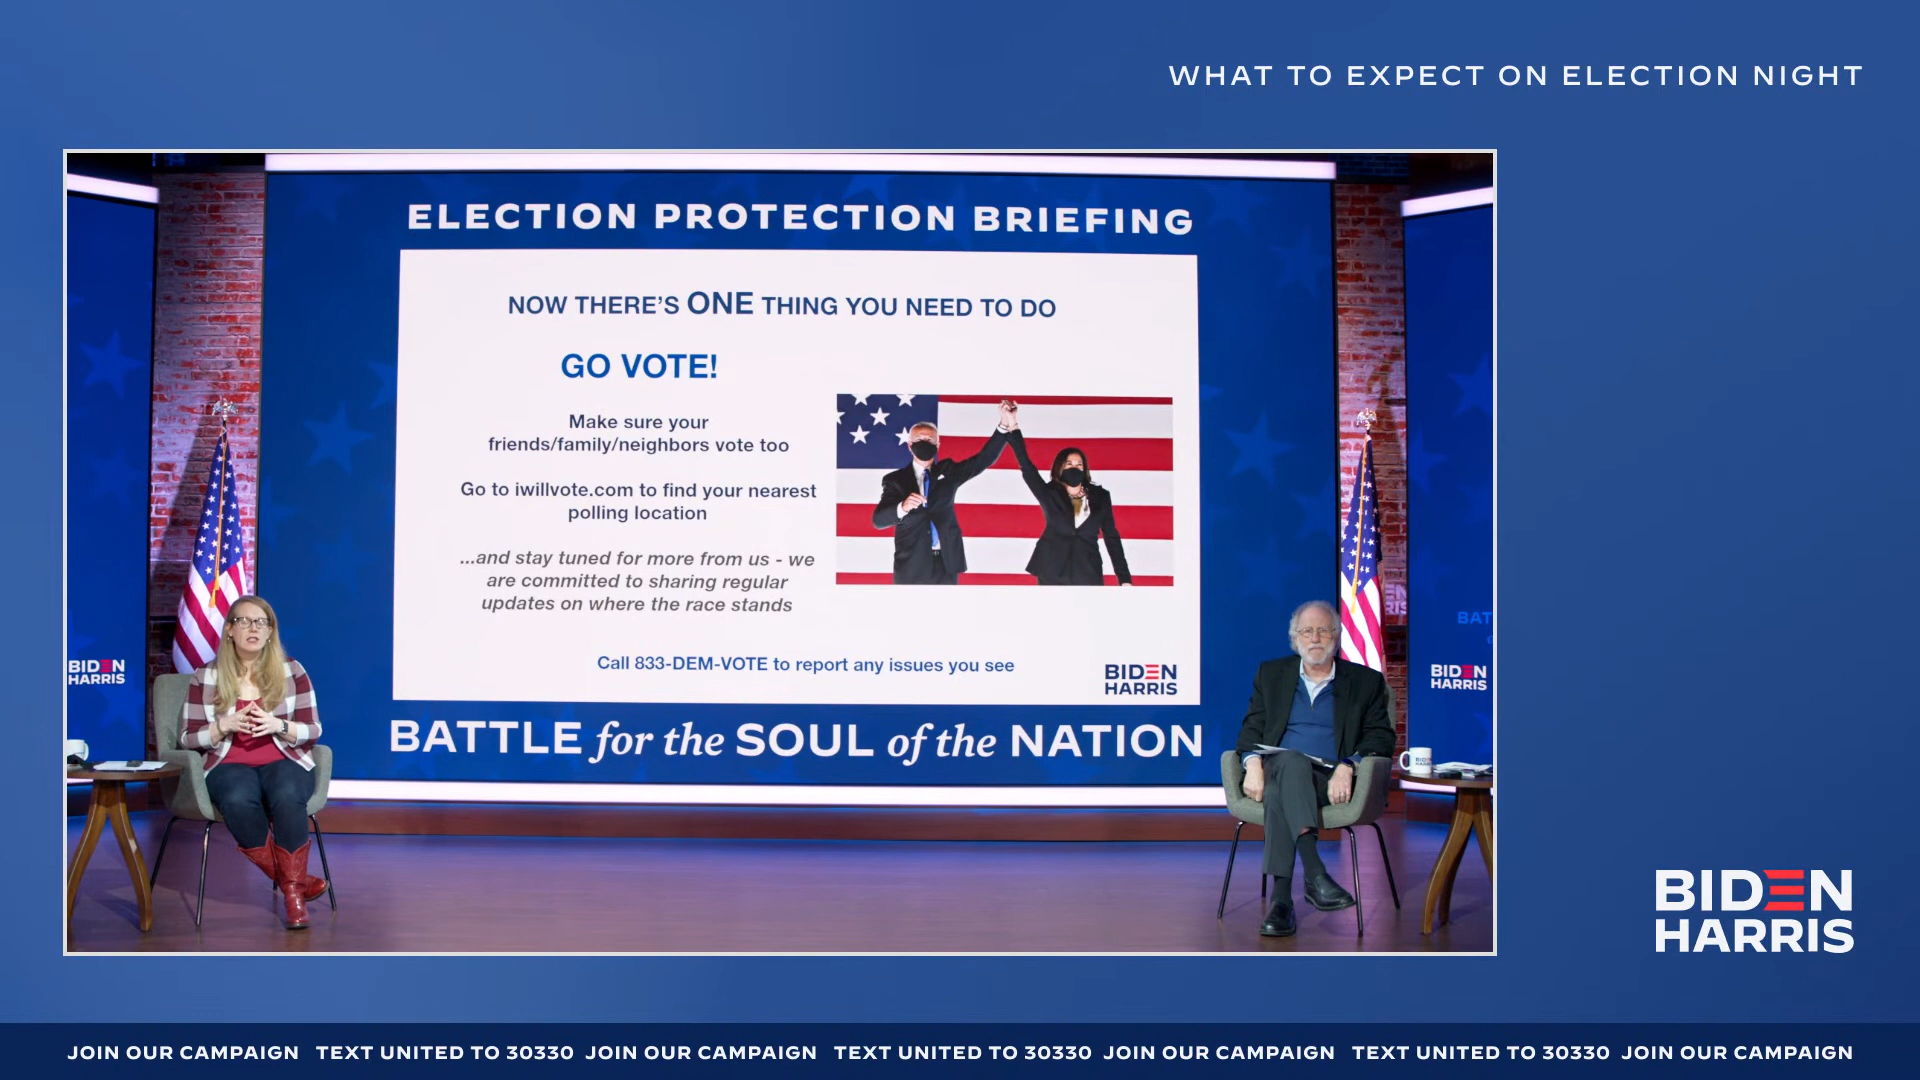 WHAT TO EXPECT ON ELECTION NIGHT
ELECTION PROTECTION BRIEFING
NOW THERE'S ONE THING YOU NEED TO DO
GO VOTE!
Make sure your
friends/family/neighbors vote too
Go to iwillvote.com to find your nearest
polling location
...and stay tuned for more from us - we
are committed to sharing regular
updates on where the race stands
Call 833-DEM-VOTE to report any issues you see
BIDEN
HARRIS
BATTLE for the SOUL of the NATION
BIDEN
HARRIS
BAT
BIDEN
HARRIS
BIDEN
HARRIS
JOIN OUR CAMPAIGN TEXT UNITED TO 30330 JOIN OUR CAMPAIGN TEXT UNITED TO 30330 JOIN OUR CAMPAIGN TEXT UNITED TO 30330 JOIN OUR CAMPAIGN